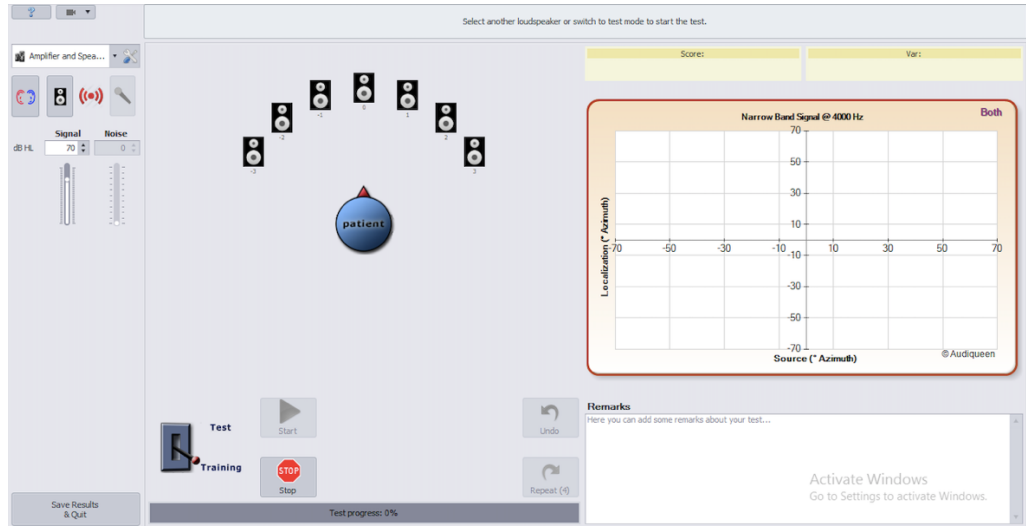 ?
Select another loudspeaker or switch to test mode to start the test.
Amplifier and Spea...
Signal Noise
dB HL 70 0
-2 -2 -1 0 1 2 3
patient
Test
Training
Start
STOP
Stop
Undo
Repeat (4)
Test progress: 0%
Save Results
& Quit
Score: Var:
Both
Narrow Band Signal @ 4000 Hz
70
50
30
10
-70 -50 -30 -10 10 30 50 70
-10
-30
-50
-70
Localization (° Azimuth)
Source (° Azimuth)
© Audiqueen
Remarks
Here you can add some remarks about your test...
Activate Windows
Go to Settings to activate Windows.